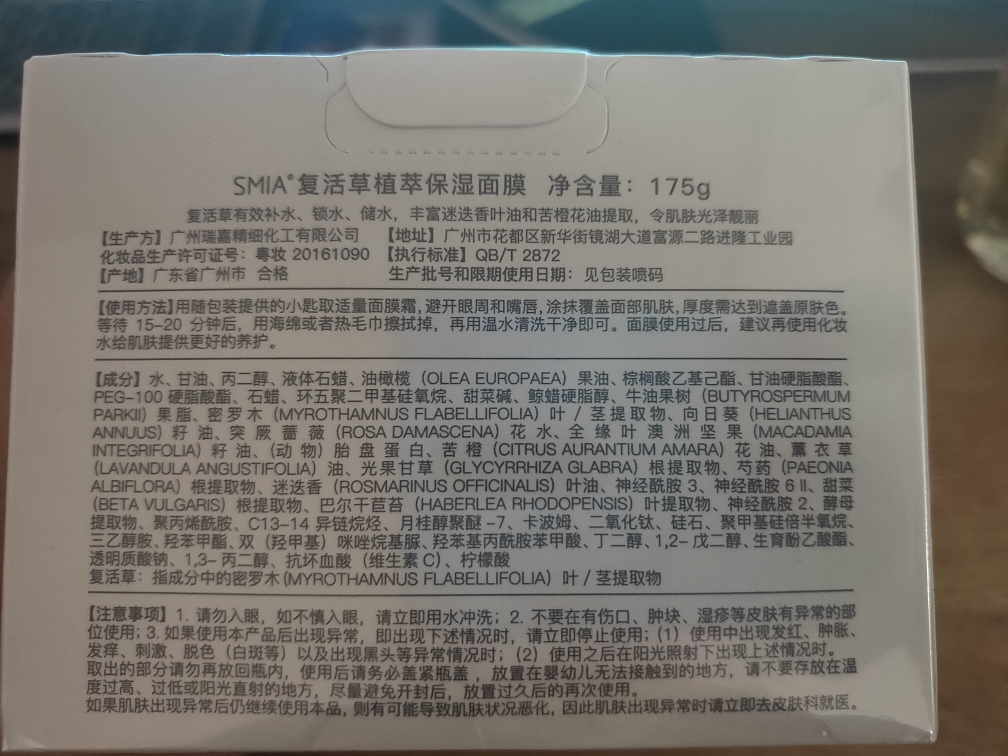 SMIA®复活草植萃保湿面膜 净含量：175g
复活草有效补水、锁水、储水，丰富迷迭香叶油和苦橙花油提取，令肌肤光泽靓丽
【生产方】广州瑞嘉精细化工有限公司 【地址】广州市花都区新华街镜湖大道富源二路进隆工业园
化妆品生产许可证号：粤妆 20161090 【执行标准】QB/T 2872
【产地】广东省广州市 合格 生产批号和限期使用日期：见包装喷码
【使用方法】用随包装提供的小匙取适量面膜霜，避开眼周和嘴唇，涂抹覆盖面部肌肤，厚度需达到遮盖原肤色。
等待 15-20 分钟后，用海绵或者热毛巾擦拭掉，再用温水清洗干净即可。面膜使用过后，建议再使用化妆
水给肌肤提供更好的养护。
【成分】水、甘油、丙二醇、液体石蜡、油橄榄（OLEA EUROPAEA）果油、棕榈酸乙基己酯、甘油硬脂酸酯、
PEG-100 硬脂酸酯、石蜡、环五聚二甲基硅氧烷、甜菜碱、鲸蜡硬脂醇、牛油果树（BUTYROSPERMUM
PARKII）果脂、密罗木（MYROTHAMNUS FLABELLIFOLIA）叶 / 茎提取物、向日葵（HELIANTHUS
ANNUUS）籽油、突厥蔷薇（ROSA DAMASCENA）花水、全缘叶澳洲坚果（MACADAMIA
INTEGRIFOLIA）籽油、（动物）胎盘蛋白、苦橙（CITRUS AURANTIUM AMARA）花油、薰衣草
（LAVANDULA ANGUSTIFOLIA）油、光果甘草（GLYCYRRHIZA GLABRA）根提取物、芍药（PAEONIA
ALBIFLORA）根提取物、迷迭香（ROSMARINUS OFFICINALIS）叶油、神经酰胺 3、神经酰胺 6 II、甜菜
（BETA VULGARIS）根提取物、巴尔干苣苔（HABERLEA RHODOPENSIS）叶提取物、神经酰胺 2、酵母
提取物、聚丙烯酰胺、C13-14 异链烷烃、月桂醇聚醚 -7、卡波姆、二氧化钛、硅石、聚甲基硅倍半氧烷、
三乙醇胺、羟苯甲酯、双（羟甲基）咪唑烷基脲、羟苯基丙酰胺苯甲酸、丁二醇、1,2- 戊二醇、生育酚乙酸酯、
透明质酸钠、1,3- 丙二醇、抗坏血酸（维生素 C）、柠檬酸
复活草：指成分中的密罗木（MYROTHAMNUS FLABELLIFOLIA）叶 / 茎提取物
【注意事项】1. 请勿入眼，如不慎入眼，请立即用水冲洗；2. 不要在有伤口、肿块、湿疹等皮肤有异常的部
位使用；3. 如果使用本产品后出现异常，即出现下述情况时，请立即停止使用；（1）使用中出现发红、肿胀、
发痒、刺激、脱色（白斑等）以及出现黑头等异常情况时；（2）使用之后在阳光照射下出现上述情况时。
取出的部分请勿再放回瓶内，使用后请务必盖紧瓶盖，放置在婴幼儿无法接触到的地方，请不要存放在温
度过高、过低或阳光直射的地方，尽量避免开封后，放置过久后的再次使用。
如果肌肤出现异常后仍继续使用本品，则有可能导致肌肤状况恶化，因此肌肤出现异常时请立即去皮肤科就医。